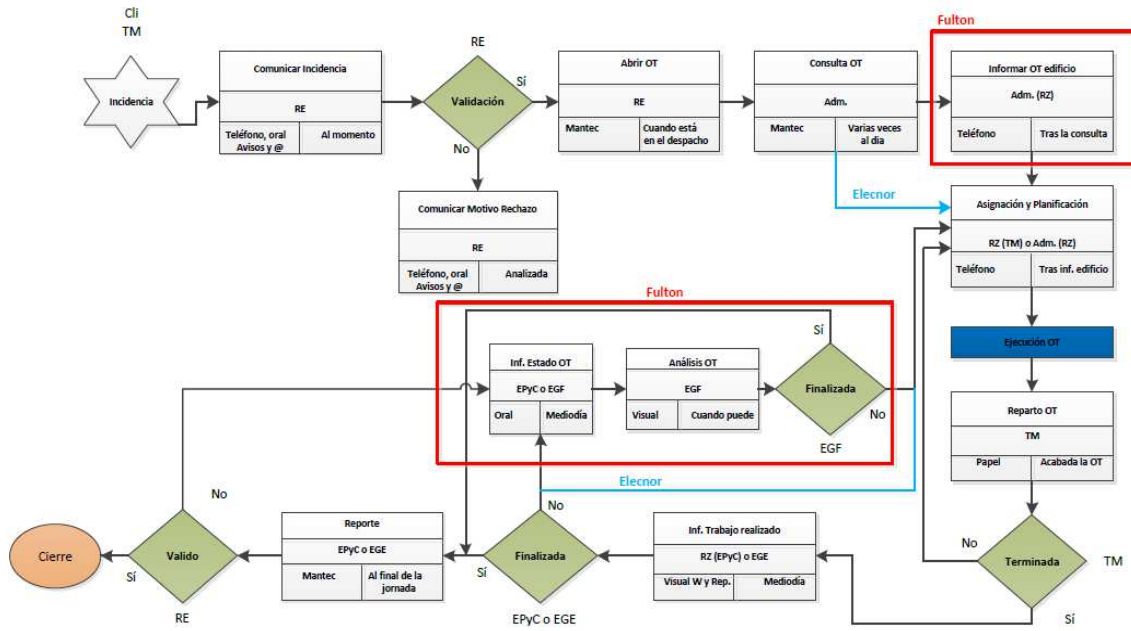 Cli
TM
Incidencia
Comunicar Incidencia
RE
Teléfono, oral
Avisos y @
Al momento
RE
Validación
Sí
No
Abrir OT
RE
Mantec
Cuando está
en el despacho
Consulta OT
Adm.
Mantec
Varias veces
al dia
Fulton
Informar OT edificio
Adm. (RZ)
Teléfono
Tras la consulta
Elecnor
Comunicar Motivo Rechazo
RE
Teléfono, oral
Avisos y @
Analizada
Asignación y Planificación
RZ (TM) o Adm. (RZ)
Teléfono
Tras inf. edificio
Fulton
Sí
Inf. Estado OT
EPyC o EGF
Oral
Mediodía
Análisis OT
EGF
Visual
Cuando puede
Finalizada
No
EGF
Ejecución OT
Reparto OT
TM
Papel
Acabada la OT
Elecnor
No
No
Cierre
Sí
Valido
RE
Reporte
EPyC o EGE
Mantec
Al final de la
jornada
Sí
Finalizada
EPyC o EGE
Inf. Trabajo realizado
RZ (EPyC) o EGE
Visual W y Rep.
Mediodía
No
Terminada
TM
Sí